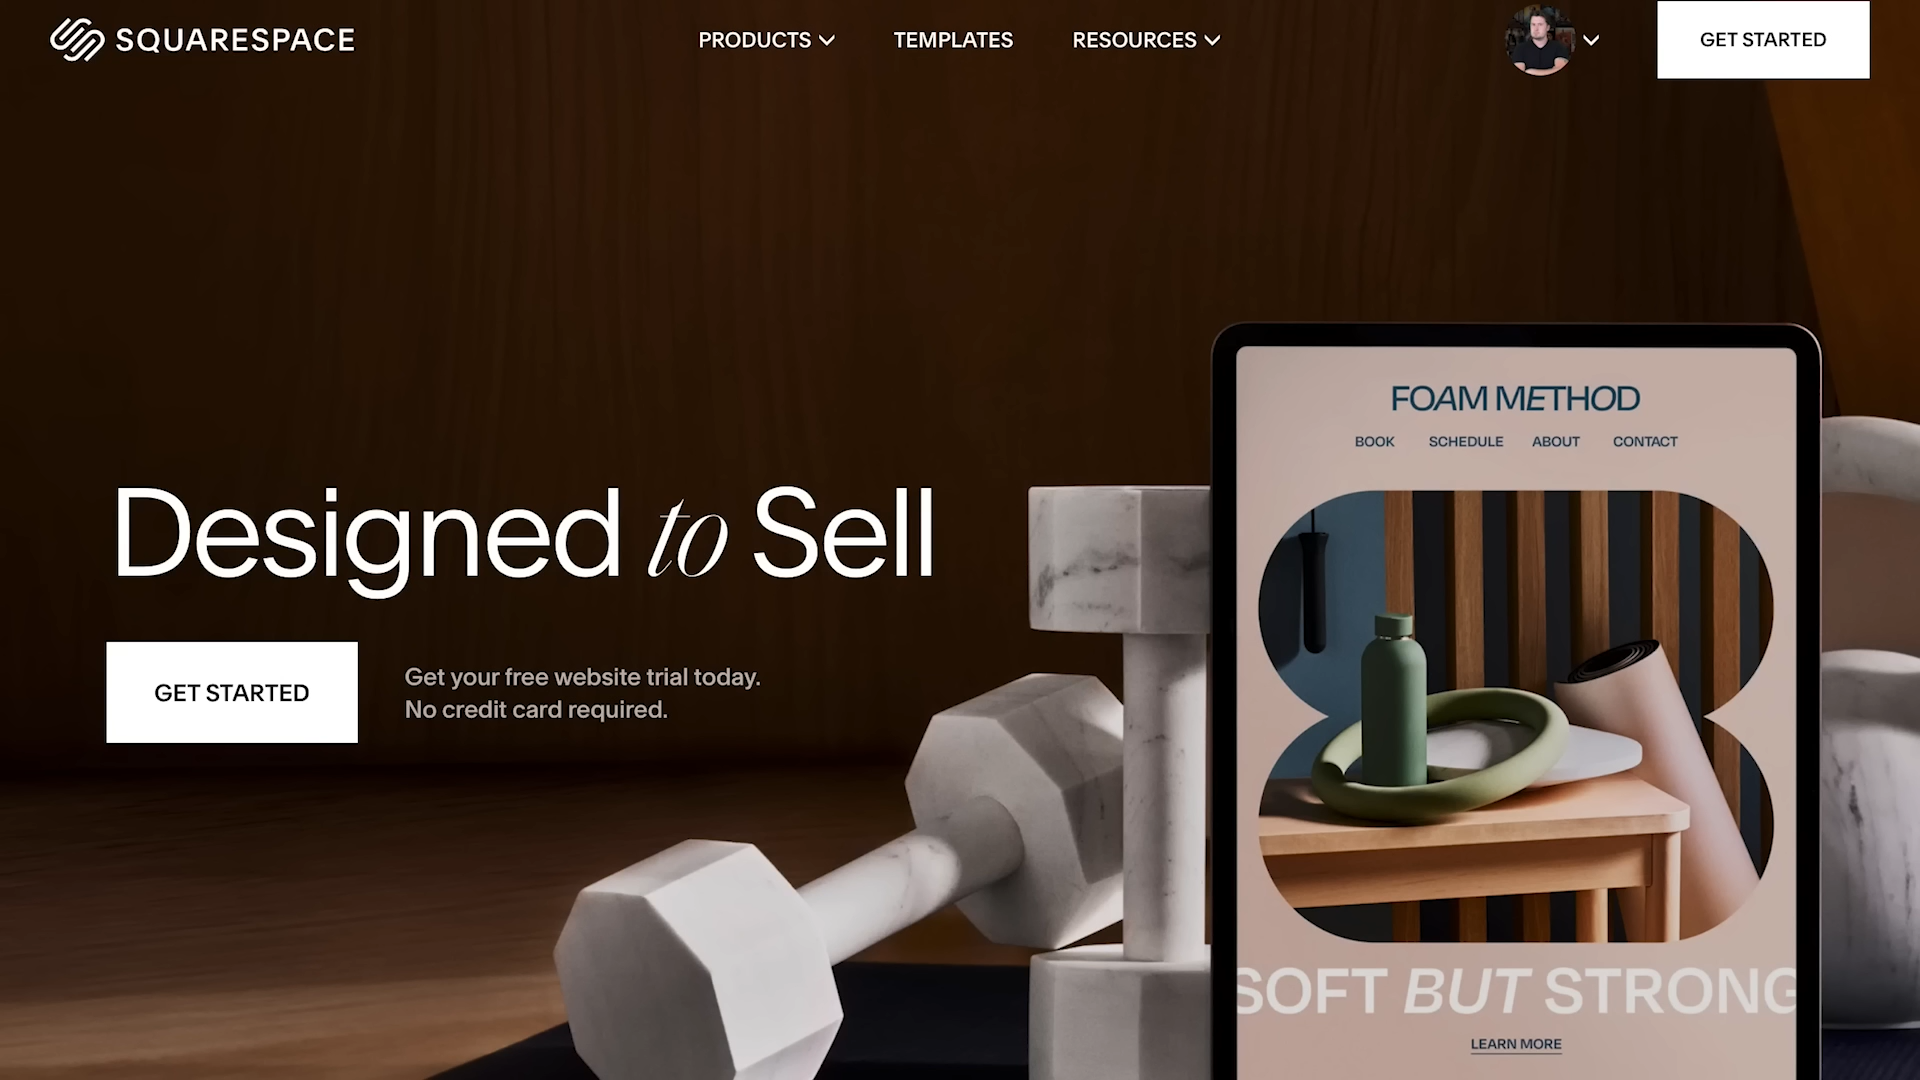 SQUARESPACE
PRODUCTS
TEMPLATES
RESOURCES
GET STARTED
Designed to Sell
GET STARTED
Get your free website trial today.
No credit card required.
FOAM METHOD
BOOK SCHEDULE ABOUT CONTACT
SOFT BUT STRONG
LEARN MORE